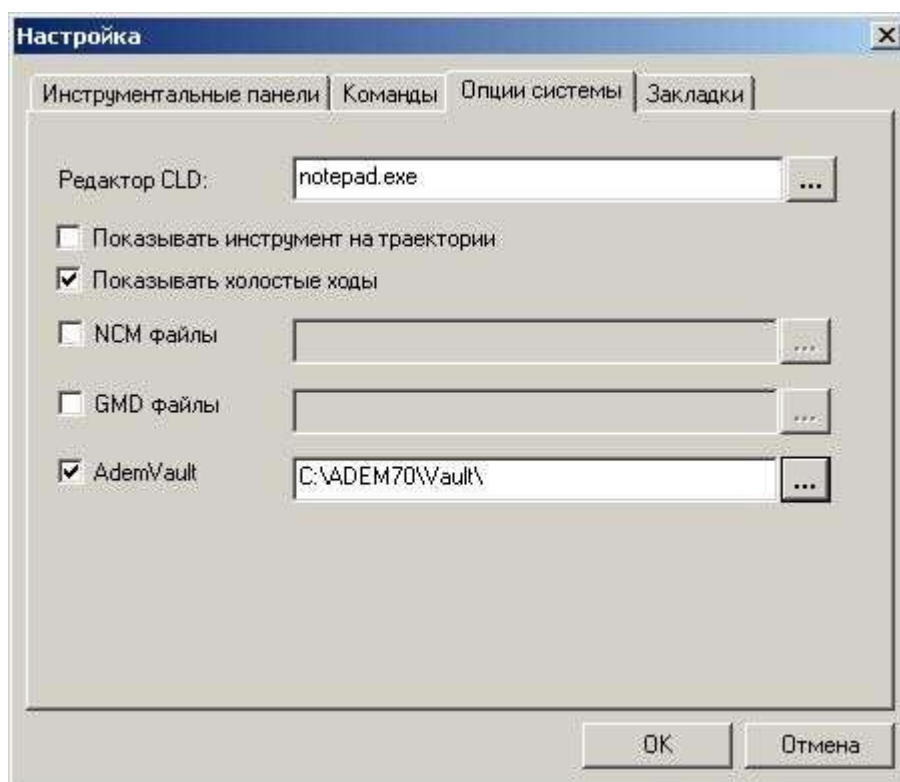 Настройка
Инструментальные панели Команды Опции системы Закладки
Редактор CLD: notepad.exe ...
Показывать инструмент на траектории
Показывать холостые ходы
NCM файлы ...
GMD файлы ...
AdemVault C:\ADEM70\Vault\ ...
OK Отмена